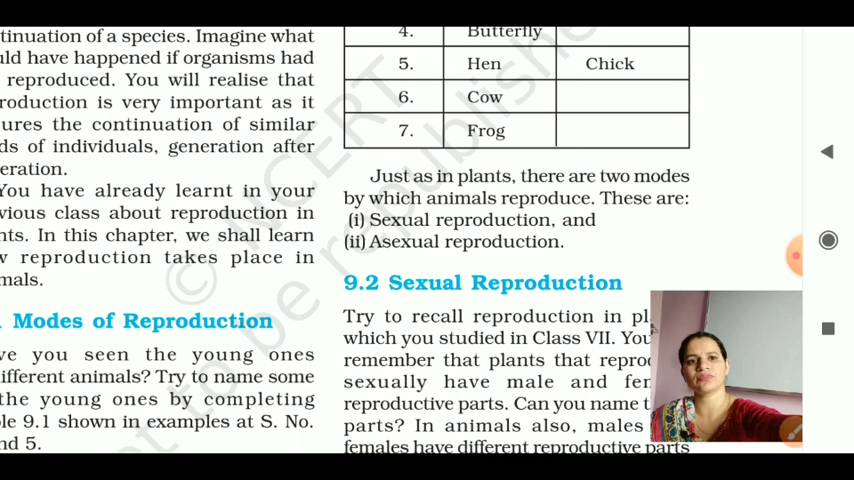 tinuation of a species. Imagine what
uld have happened if organisms had
reproduced. You will realise that
roduction is very important as it
ures the continuation of similar
ds of individuals, generation after
eration.
You have already learnt in your
vious class about reproduction in
nts. In this chapter, we shall learn
w reproduction takes place in
mals.
Modes of Reproduction
ve you seen the young ones
ifferent animals? Try to name some
the young ones by completing
ble 9.1 shown in examples at S. No.
nd 5.
4. Butterfly
5. Hen Chick
6. Cow
7. Frog
Just as in plants, there are two modes
by which animals reproduce. These are:
(i) Sexual reproduction, and
(ii) Asexual reproduction.
9.2 Sexual Reproduction
Try to recall reproduction in pl
which you studied in Class VII. You
remember that plants that repro
sexually have male and fen
reproductive parts. Can you name t
parts? In animals also, males
females have different reproductive parts
© NCERT
to be republished